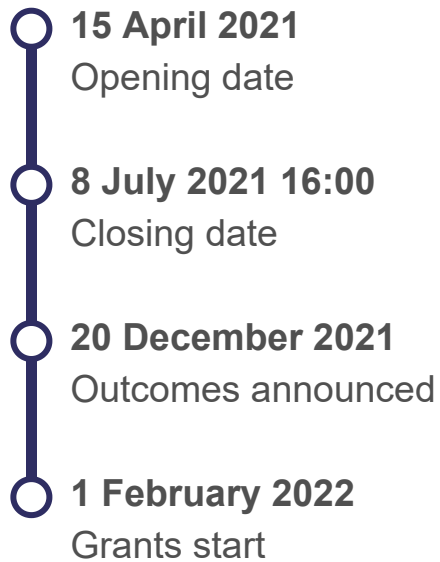 15 April 2021
Opening date
8 July 2021 16:00
Closing date
20 December 2021
Outcomes announced
1 February 2022
Grants start